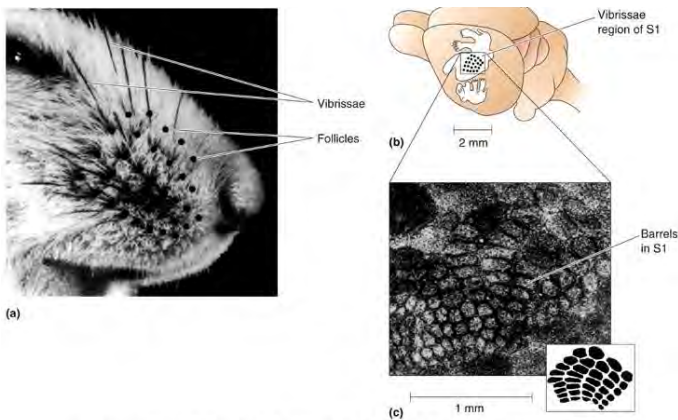 Vibrissae
Follicles
(a)
Vibrissae
region of S1
(b)
2 mm
Barrels
in S1
(c)
1 mm